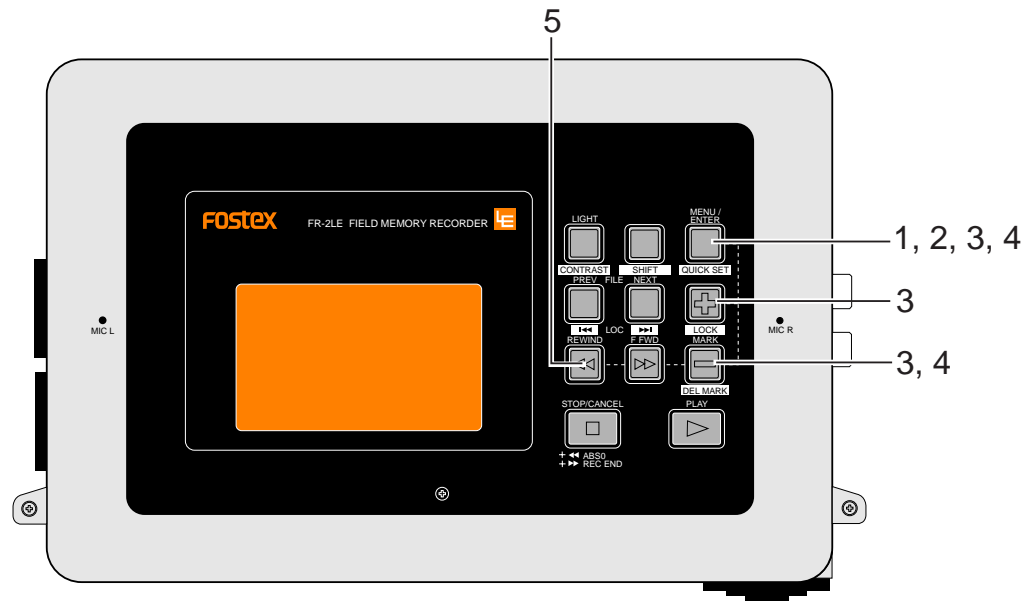 5
FOSTEX FR-2LE FIELD MEMORY RECORDER LE
LIGHT
MENU /
ENTER
1, 2, 3, 4
CONTRAST SHIFT QUICK SET
PREV FILE NEXT
3
MIC L
LOC LOCK
MIC R
REWIND F FWD MARK
3, 4
DEL MARK
STOP/CANCEL PLAY
+ ◀◀ ABS0
+ ▶▶ REC END